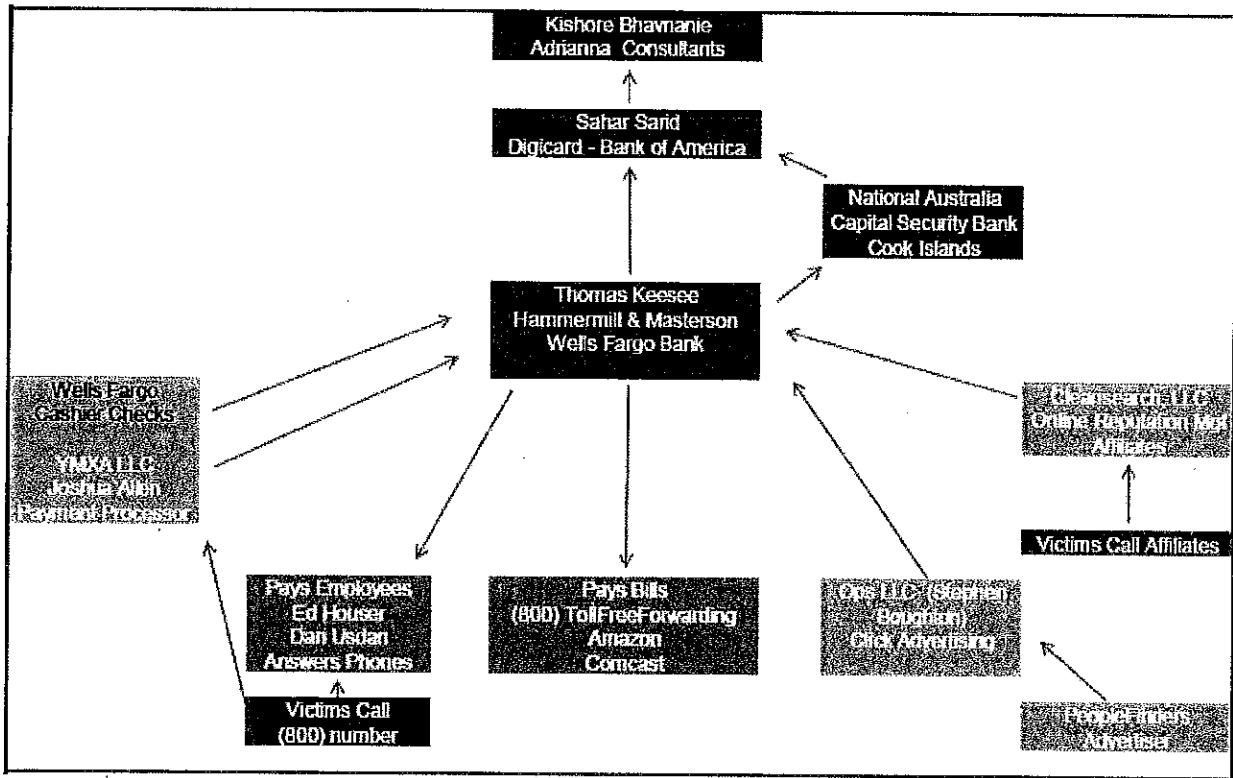 Kishore Bhavnanie
Adrianna Consultants
Sahar Sarid
Digicard - Bank of America
National Australia
Capital Security Bank
Cook Islands
Thomas Keesee
Hammermill & Masterson
Wells Fargo Bank
Wells Fargo
Cashier Checks
YMXA LLC
Joshua Allen
Payment Processor
Cleansearch, LLC
Online Reputation Mgt
Affiliates
Victims Call Affiliates
Pays Employees
Ed Houser
Dan Usdan
Answers Phones
Pays Bills
(800) TollFreeForwarding
Amazon
Comcast
Ops LLC (Stephen
Boughton)
Click Advertising
Victims Call
(800) number
PeopleFinders
Advertiser